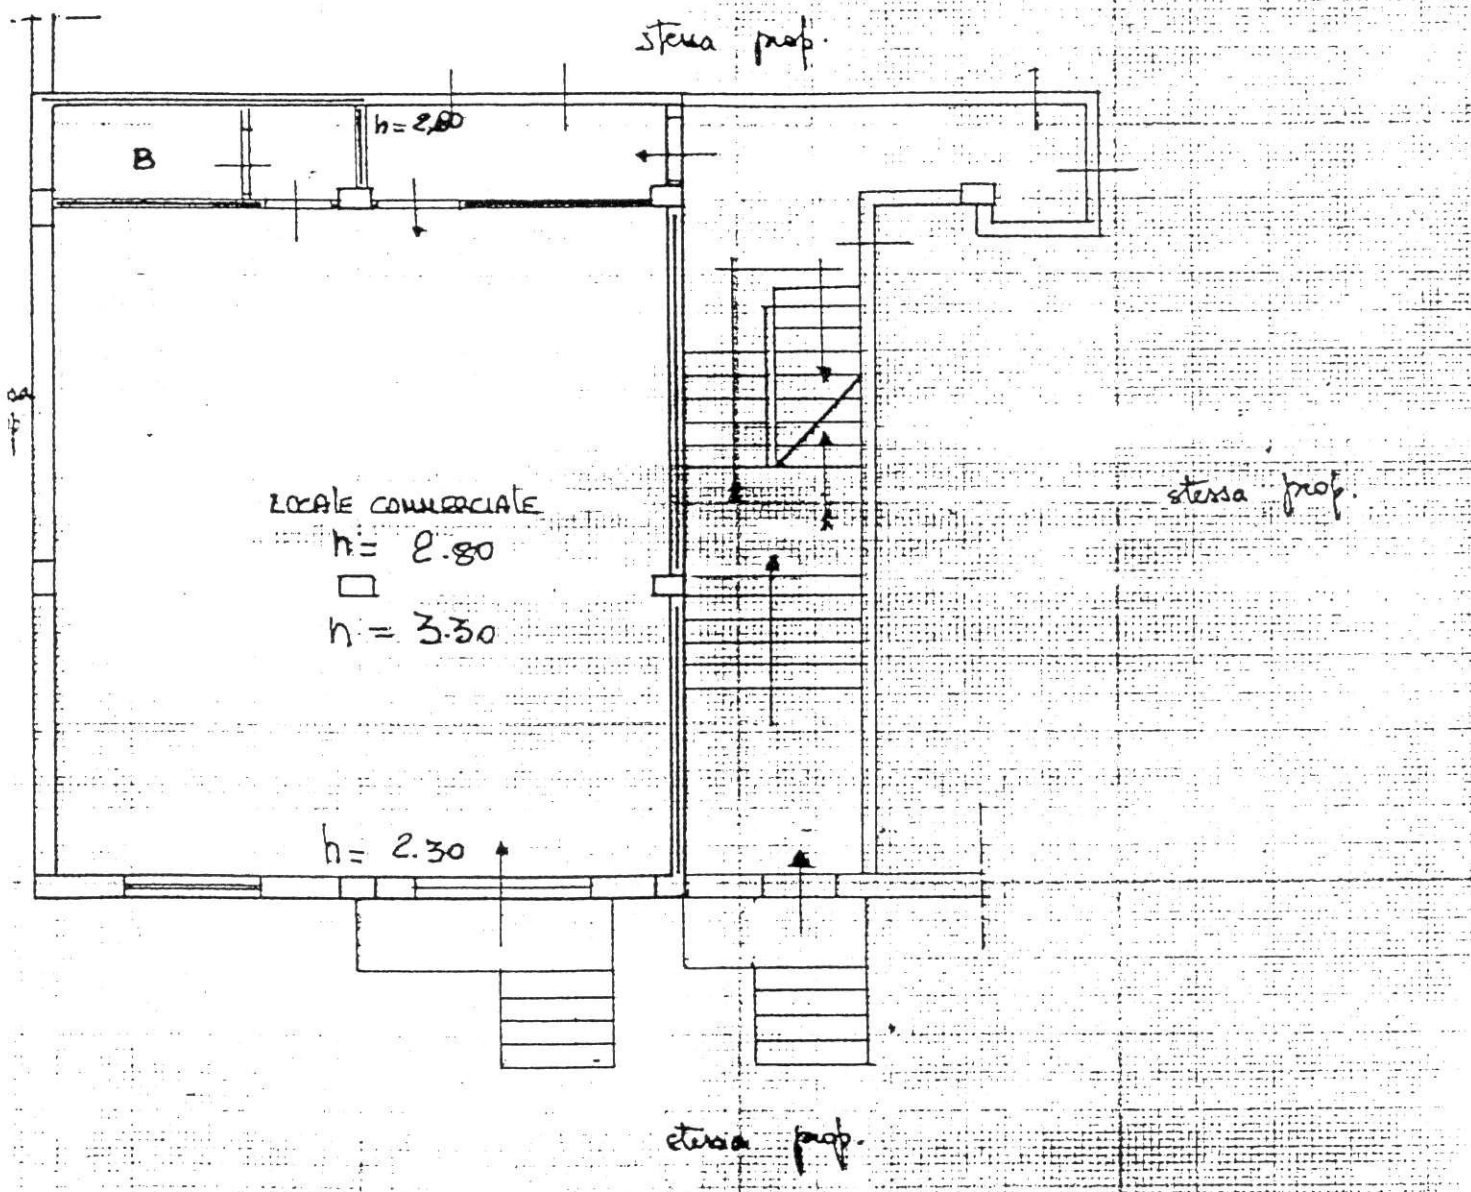 stessa prop.
h= 2,80
B
stessa prop.
LOCALE COMMERCIALE
h= 2.80
h= 3.30
h= 2.30
stessa prop.